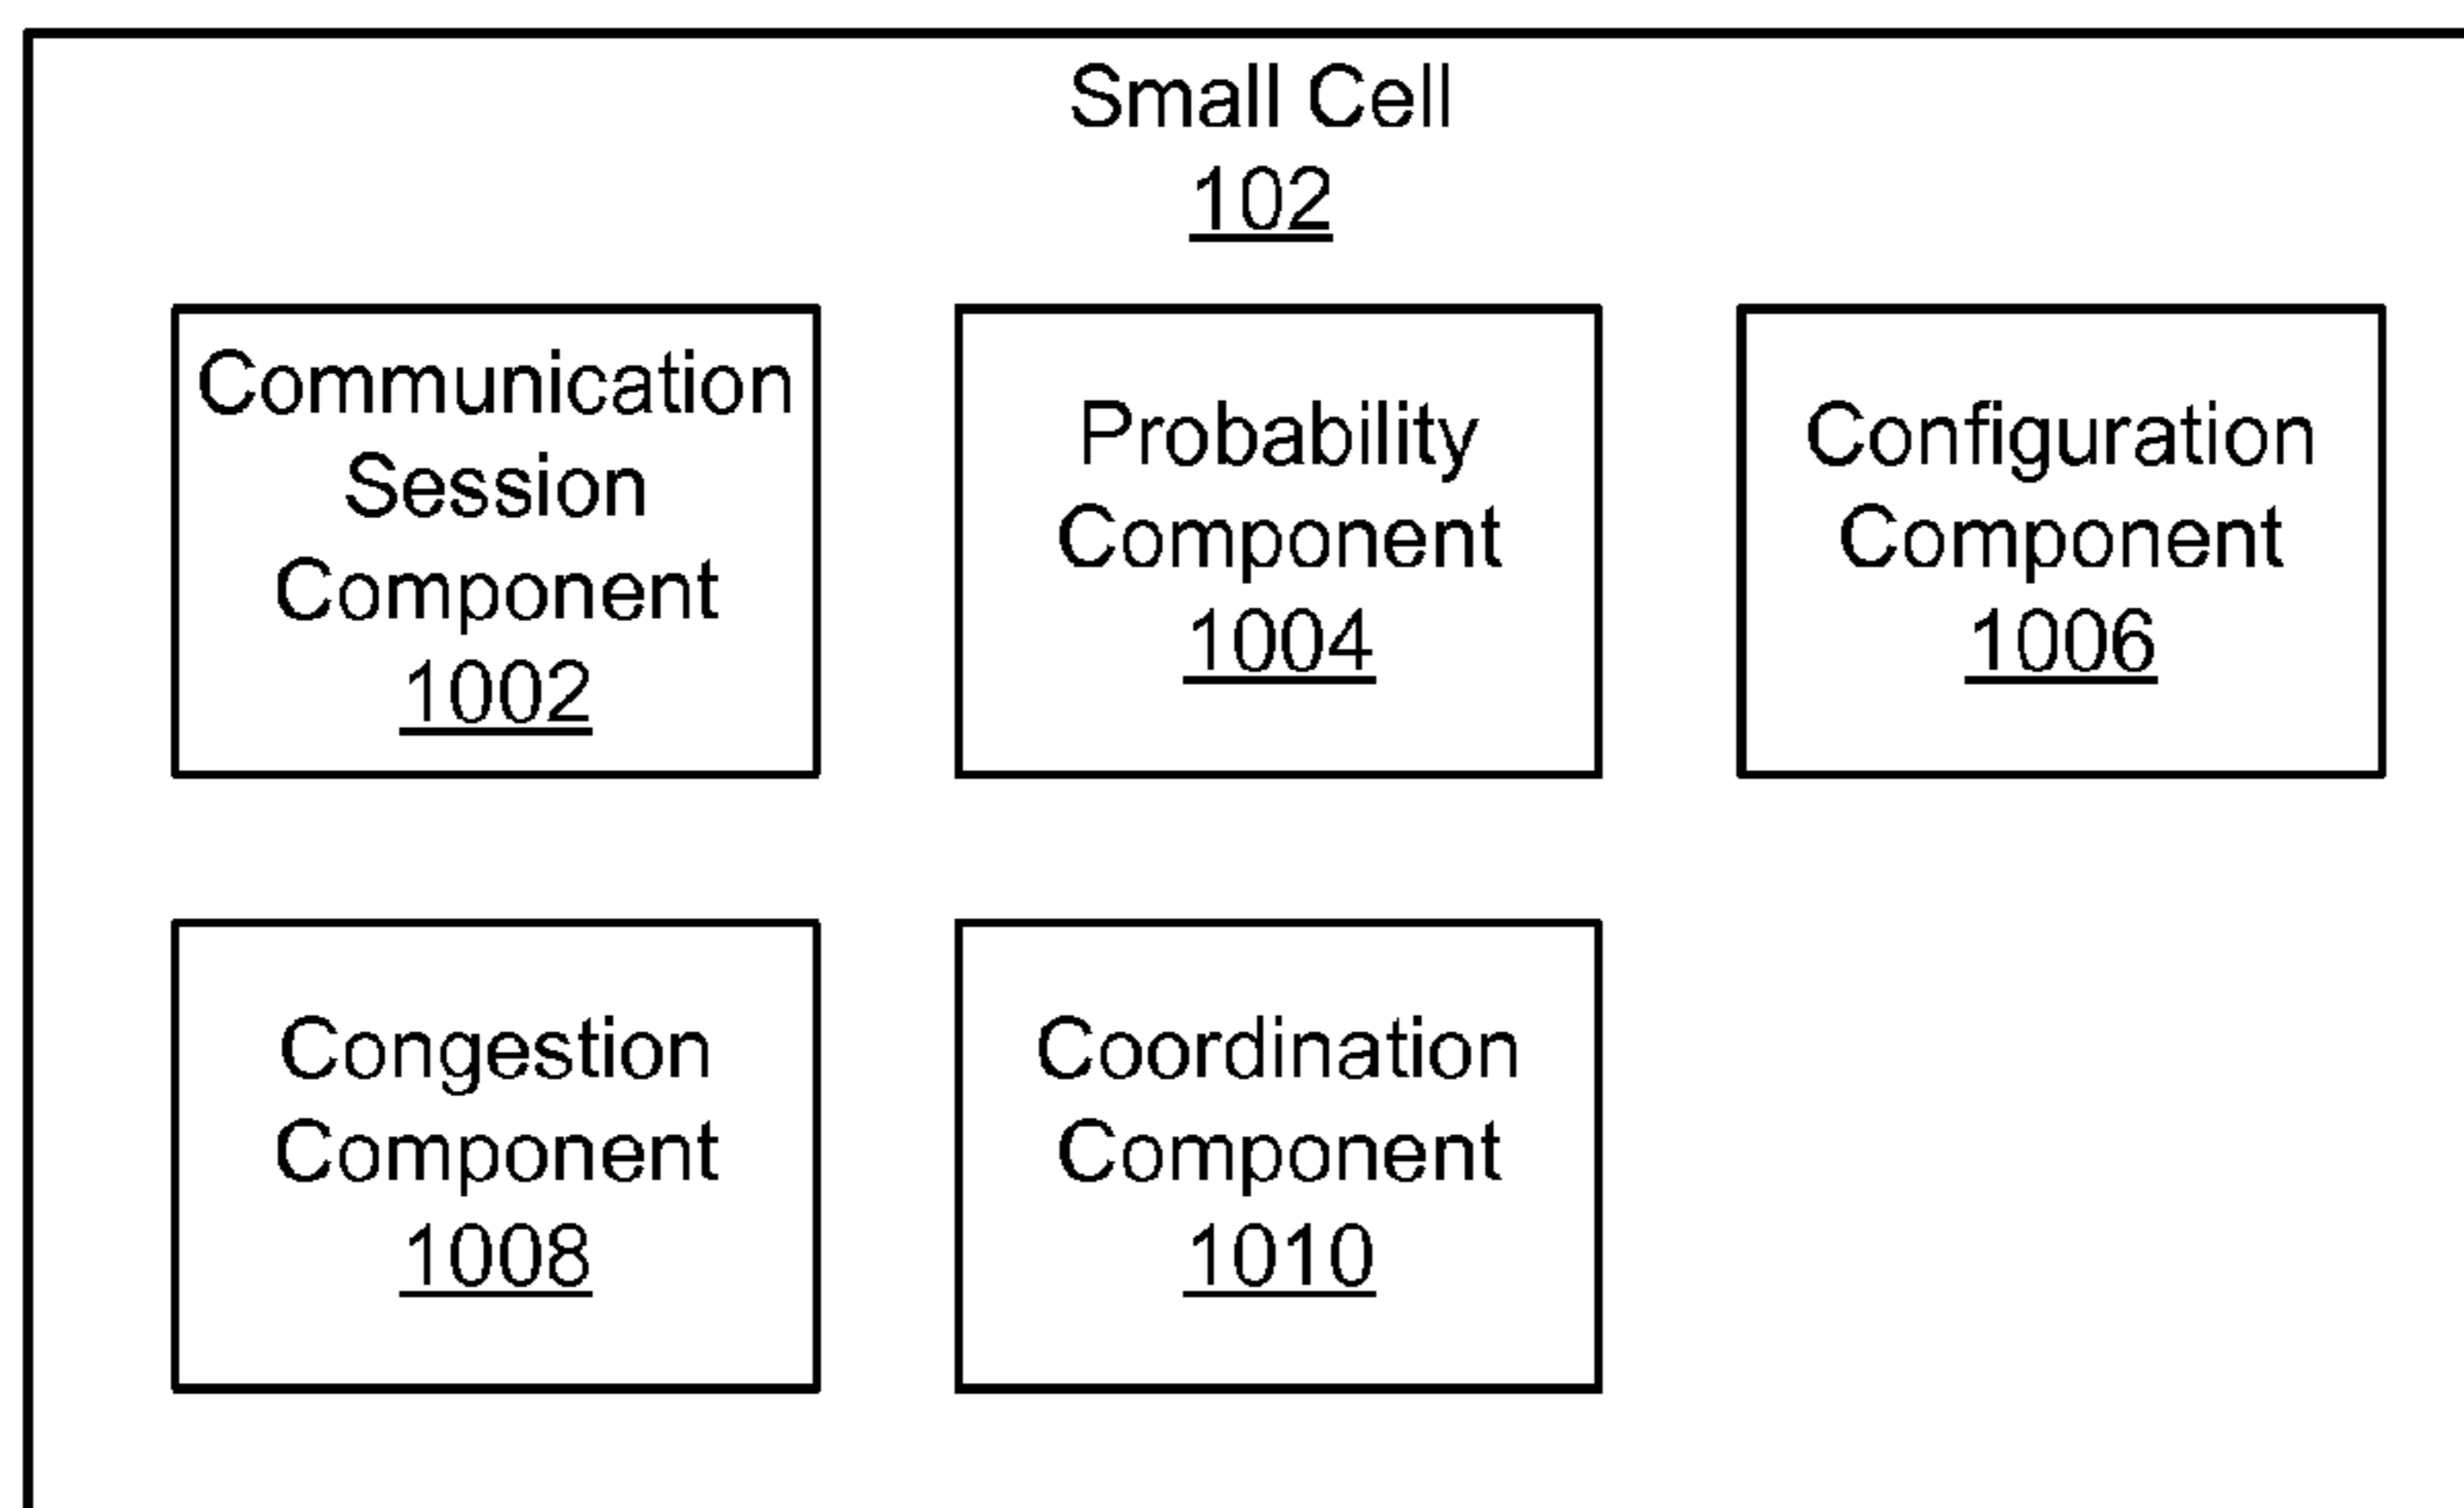 Small Cell
102
Communication
Session
Component
1002
Probability
Component
1004
Configuration
Component
1006
Congestion
Component
1008
Coordination
Component
1010